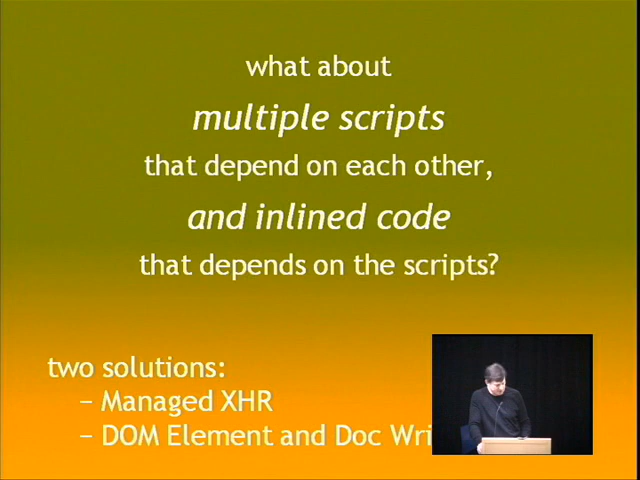 what about
multiple scripts
that depend on each other,
and inlined code
that depends on the scripts?
two solutions:
– Managed XHR
– DOM Element and Doc